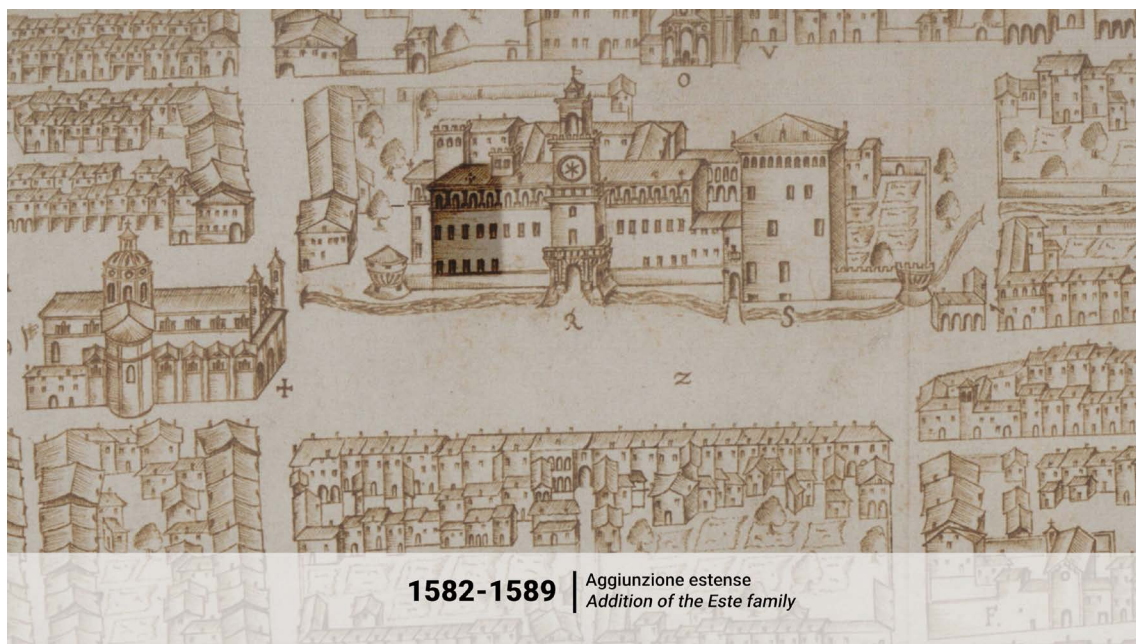 O
V
R
S
Z
F.
1582-1589
Aggiunzione estense
Addition of the Este family